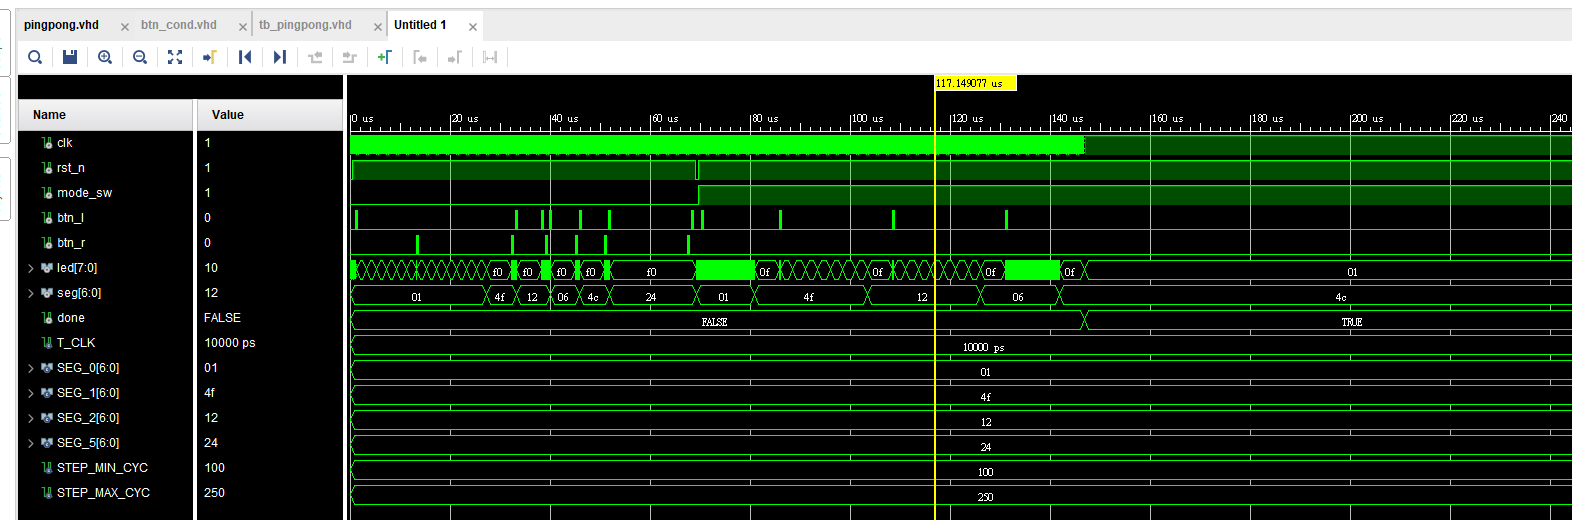 pingpong.vhd × btn_cond.vhd × tb_pingpong.vhd × Untitled 1 ×
117.149077 us
Name Value
0 us 20 us 40 us 60 us 80 us 100 us 120 us 140 us 160 us 180 us 200 us 220 us 240
clk 1
rst_n 1
mode_sw 1
btn_l 0
btn_r 0
led[7:0] 10 f0 f0 f0 f0 f0 0f 0f 0f 0f 01
seg[6:0] 12 01 4f 12 06 4c 24 01 4f 12 06 4c
done FALSE FALSE TRUE
T_CLK 10000 ps 10000 ps
SEG_0[6:0] 01 01
SEG_1[6:0] 4f 4f
SEG_2[6:0] 12 12
SEG_5[6:0] 24 24
STEP_MIN_CYC 100 100
STEP_MAX_CYC 250 250